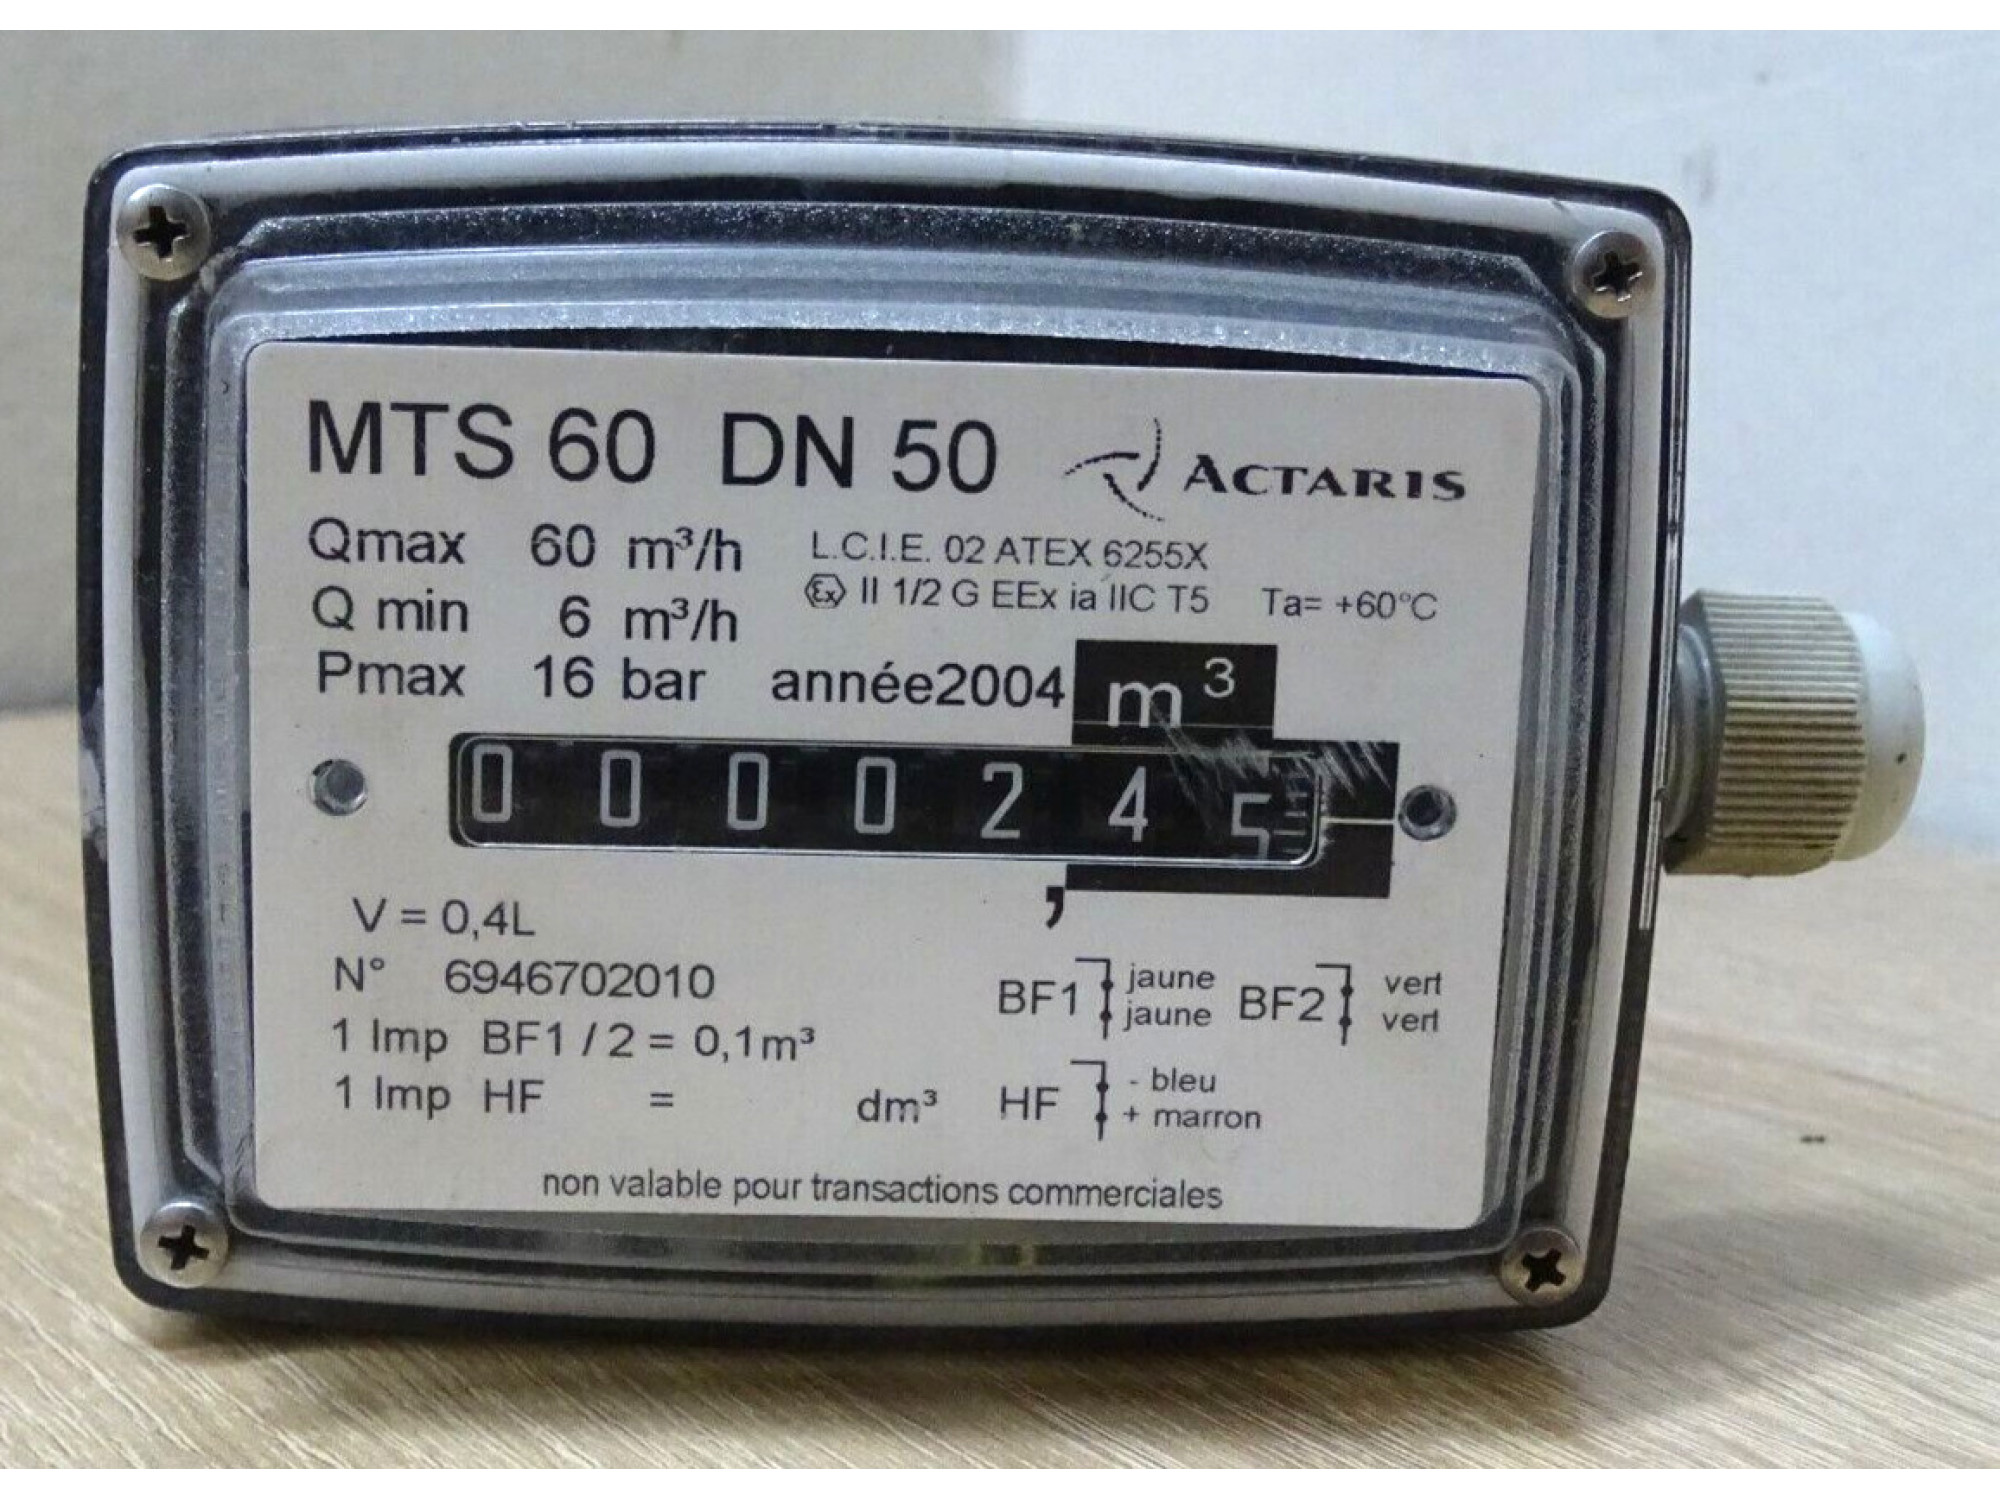 MTS 60 DN 50 ACTARIS
Qmax 60 m³/h L.C.I.E. 02 ATEX 6255X
Q min 6 m³/h Ex II 1/2 G EEx ia IIC T5 Ta= +60°C
Pmax 16 bar année2004 m³
0 0 0 0 2 4 5
,
V = 0,4L
N° 6946702010
1 Imp BF1 / 2 = 0,1m³
1 Imp HF = dm³
BF1 jaune BF2 vert
jaune vert
HF - bleu
+ marron
non valable pour transactions commerciales